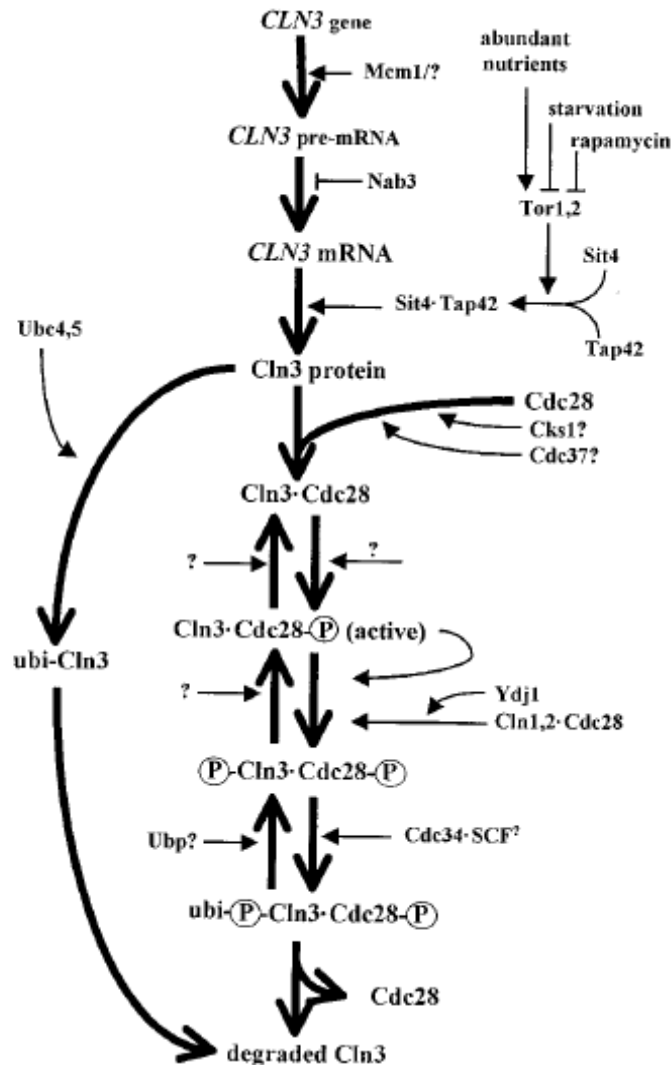 CLN3 gene
Mcm1/?
abundant
nutrients
starvation
rapamycin
CLN3 pre-mRNA
Nab3
Tor1,2
CLN3 mRNA
Sit4
Sit4·Tap42
Tap42
Ubc4,5
Cln3 protein
Cdc28
Cks1?
Cdc37?
Cln3·Cdc28
?
?
Cln3·Cdc28-P (active)
ubi-Cln3
?
Ydj1
Cln1,2·Cdc28
P-Cln3·Cdc28-P
Ubp?
Cdc34·SCF?
ubi-P-Cln3·Cdc28-P
Cdc28
degraded Cln3